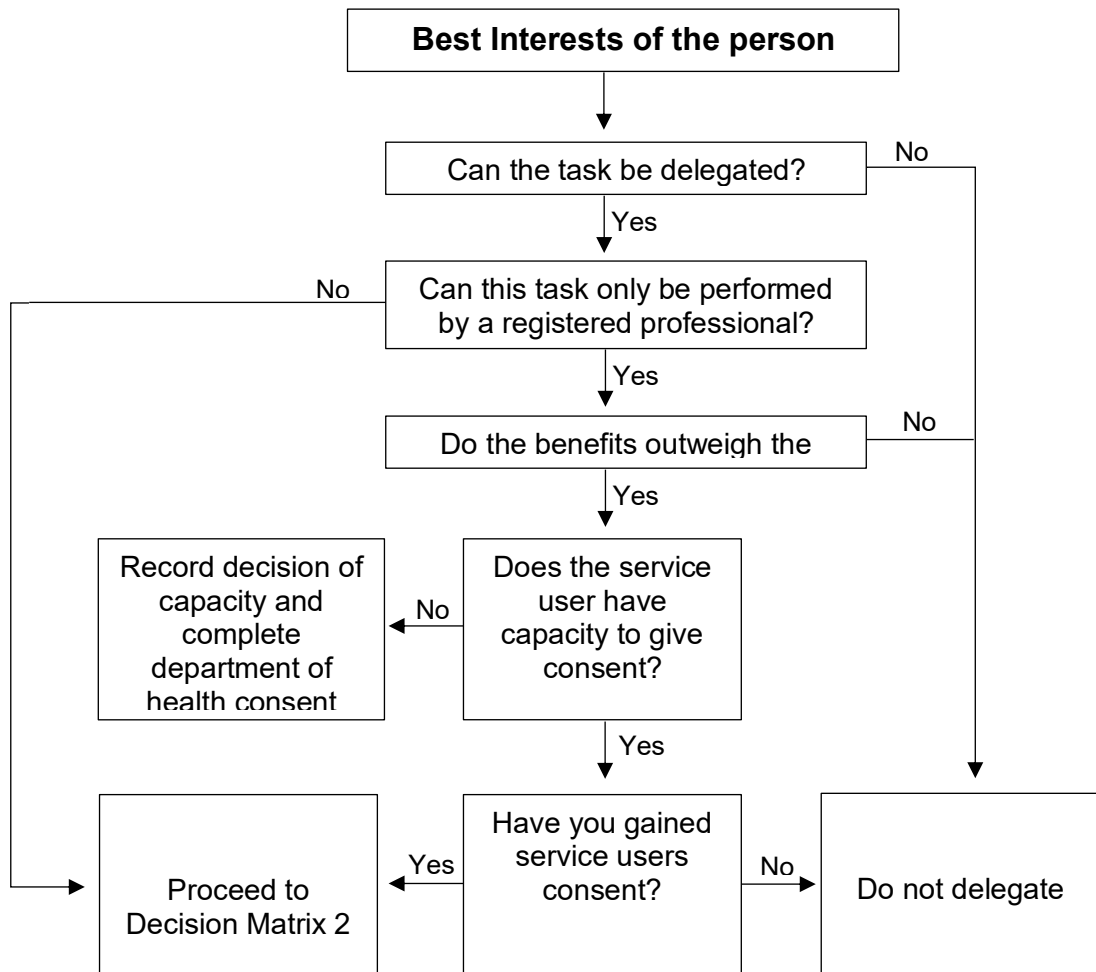 Best Interests of the person
Can the task be delegated?
No
Yes
No
Can this task only be performed
by a registered professional?
Yes
Do the benefits outweigh the
No
Yes
Record decision of
capacity and
complete
department of
health consent
No
Does the service
user have
capacity to give
consent?
Yes
Proceed to
Decision Matrix 2
Yes
Have you gained
service users
consent?
No
Do not delegate